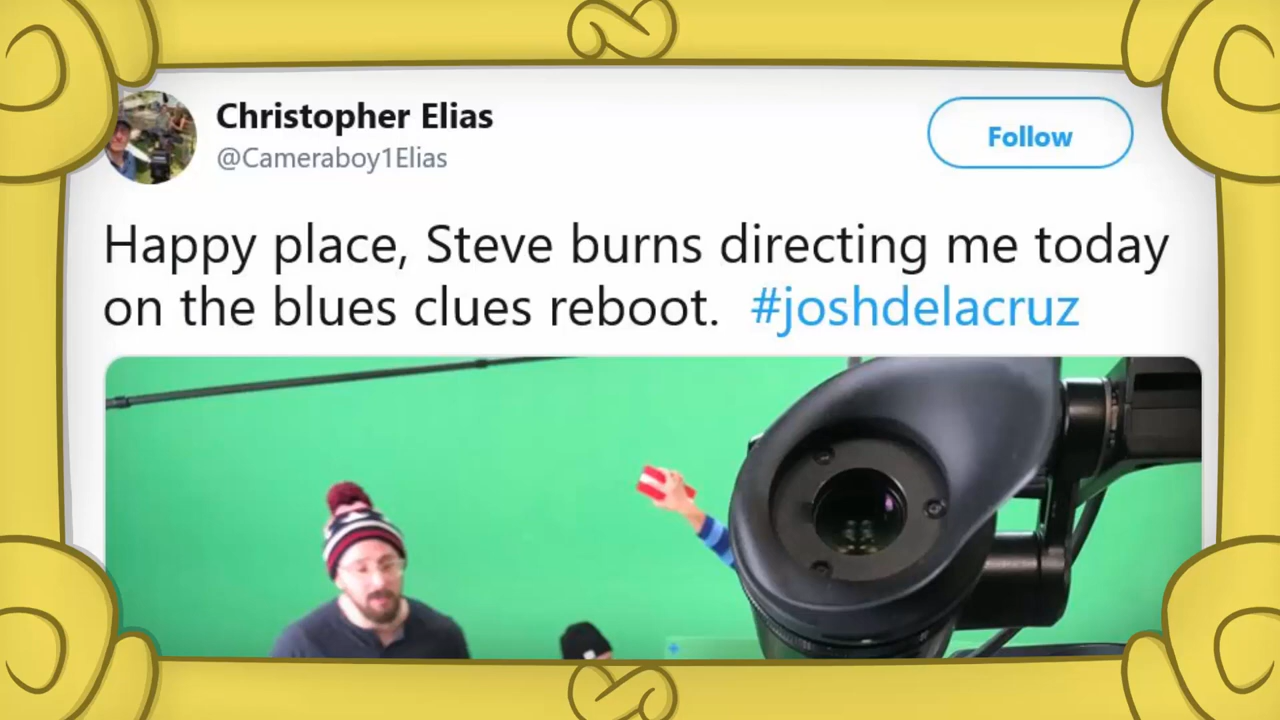 Christopher Elias
@Cameraboy1Elias
Follow
Happy place, Steve burns directing me today
on the blues clues reboot. #joshdelacruz